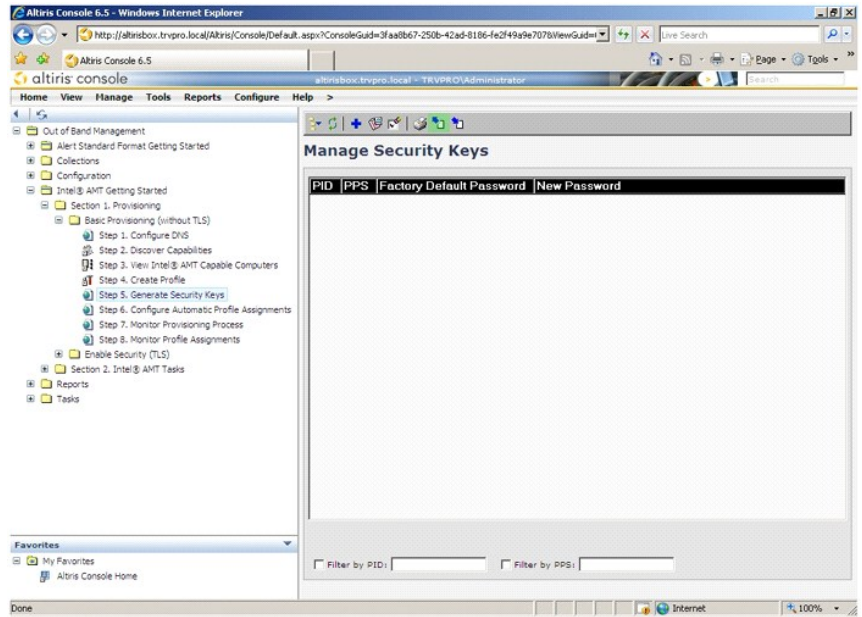 Altiris Console 6.5 - Windows Internet Explorer
http://altirisbox.trvpro.local/Altiris/Console/Default.aspx?ConsoleGuid=3faa8b67-250b-42ad-8186-fe2f49a9e707&ViewGuid=
Live Search
Altiris Console 6.5
Page
Tools
altiris console
altirisbox.trvpro.local - TRVPRO\Administrator
Search
Home View Manage Tools Reports Configure Help >
Out of Band Management
Alert Standard Format Getting Started
Collections
Configuration
Intel® AMT Getting Started
Section 1. Provisioning
Basic Provisioning (without TLS)
Step 1. Configure DNS
Step 2. Discover Capabilities
Step 3. View Intel® AMT Capable Computers
Step 4. Create Profile
Step 5. Generate Security Keys
Step 6. Configure Automatic Profile Assignments
Step 7. Monitor Provisioning Process
Step 8. Monitor Profile Assignments
Enable Security (TLS)
Section 2. Intel® AMT Tasks
Reports
Tasks
Manage Security Keys
PID PPS Factory Default Password New Password
Filter by PID: Filter by PPS:
Favorites
My Favorites
Altiris Console Home
Done
Internet
100%